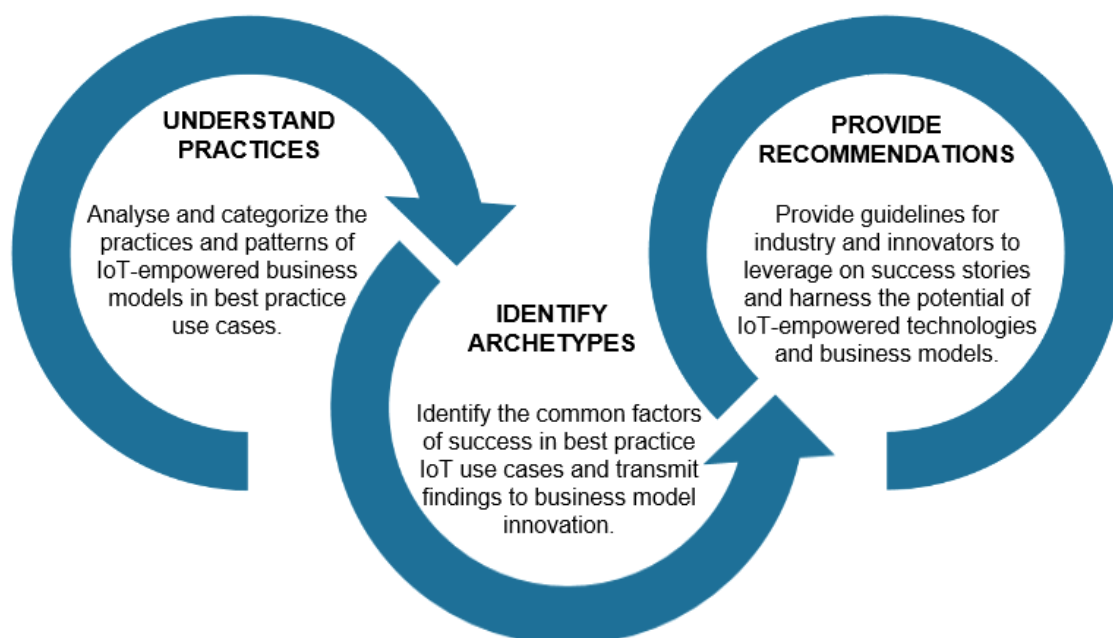 UNDERSTAND
PRACTICES
Analyse and categorize the
practices and patterns of
IoT-empowered business
models in best practice
use cases.
IDENTIFY
ARCHETYPES
Identify the common factors
of success in best practice
IoT use cases and transmit
findings to business model
innovation.
PROVIDE
RECOMMENDATIONS
Provide guidelines for
industry and innovators to
leverage on success stories
and harness the potential of
IoT-empowered technologies
and business models.